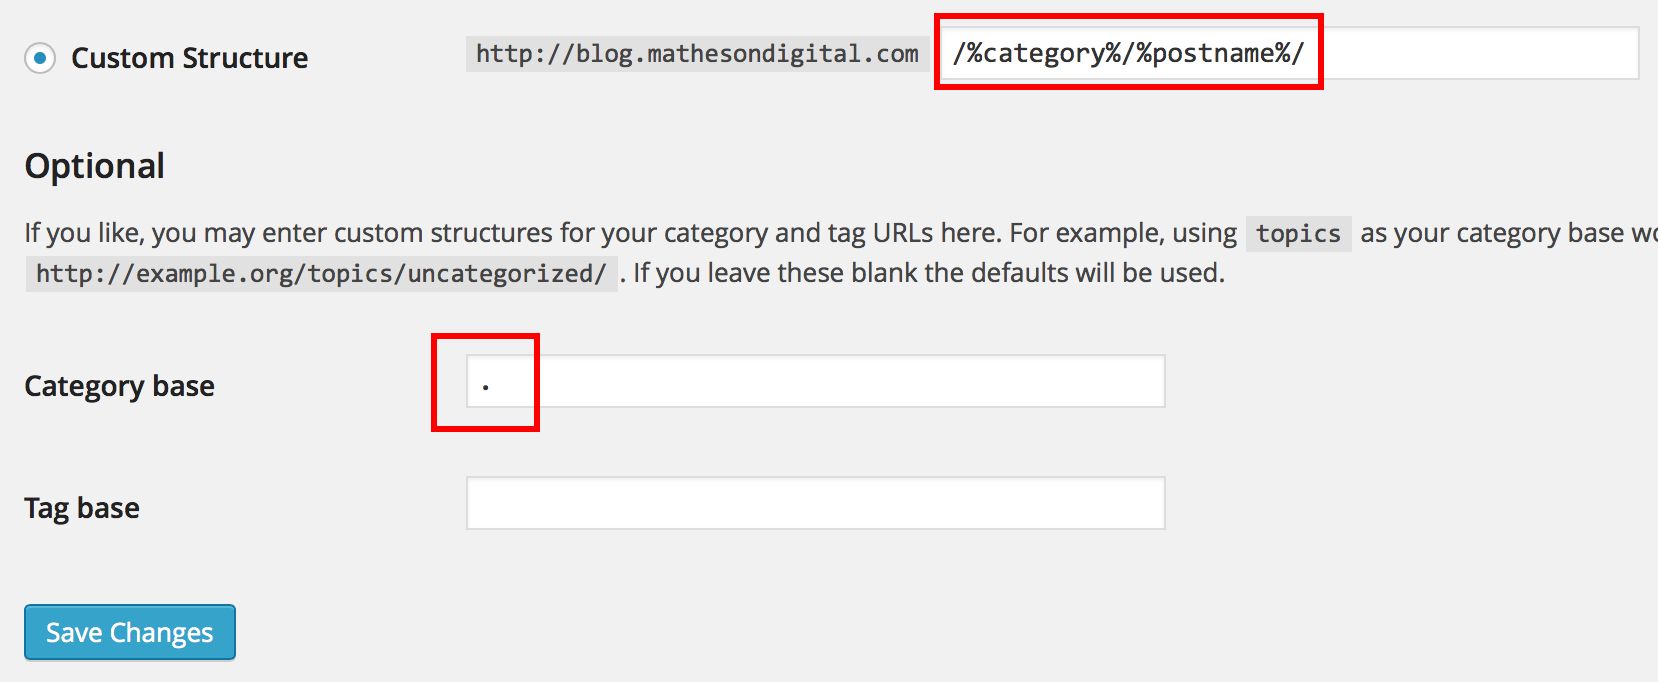 Custom Structure http://blog.mathesondigital.com /%category%/%postname%/
Optional
If you like, you may enter custom structures for your category and tag URLs here. For example, using topics as your category base
http://example.org/topics/uncategorized/ . If you leave these blank the defaults will be used.
Category base .
Tag base
Save Changes